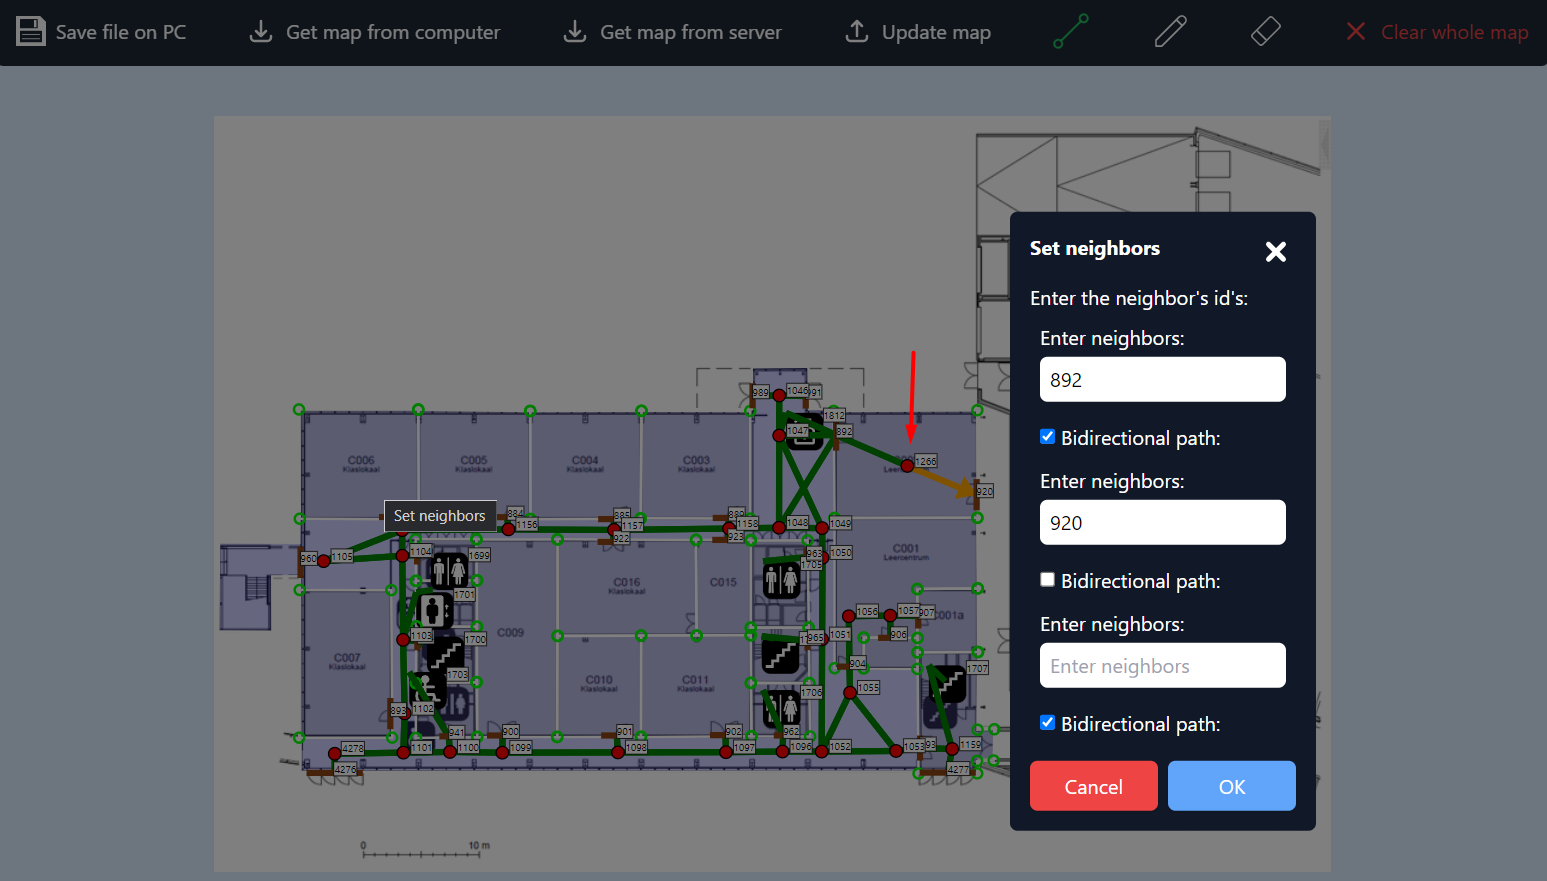 Save file on PC
Get map from computer
Get map from server
Update map
Clear whole map
Set neighbors
Enter the neighbor's id's:
Enter neighbors:
892
Bidirectional path:
Enter neighbors:
920
Bidirectional path:
Enter neighbors:
Enter neighbors
Bidirectional path:
Cancel
OK
989
1046
1812
1047
892
C006
Klaslokaal
C005
Klaslokaal
C004
Klaslokaal
C003
Klaslokaal
1266
920
Set neighbors
884
1156
885
1157
922
1158
923
1048
1049
960
1105
1104
1699
963
1050
1705
C001
Leercentrum
C016
Klaslokaal
C015
1701
1056
1057
907
C001a
C009
1103
1700
965
1051
906
C007
Klaslokaal
904
1707
1703
C010
Klaslokaal
C011
Klaslokaal
1706
1055
893
1102
941
900
901
902
962
4278
1101
1100
1099
1098
1097
1096
1052
1053
1159
4276
4277
0
10 m